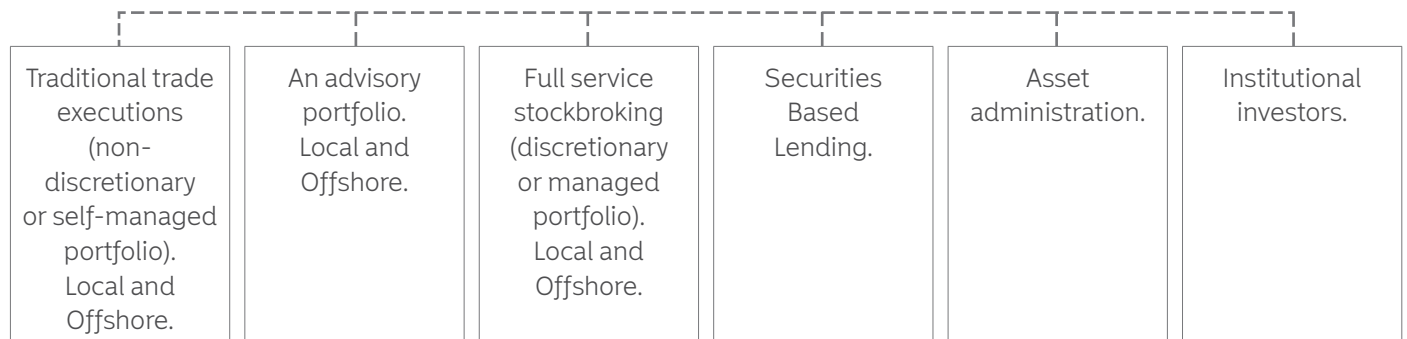 Traditional trade
executions
(non-
discretionary
or self-managed
portfolio).
Local and
Offshore.
An advisory
portfolio.
Local and
Offshore.
Full service
stockbroking
(discretionary
or managed
portfolio).
Local and
Offshore.
Securities
Based
Lending.
Asset
administration.
Institutional
investors.